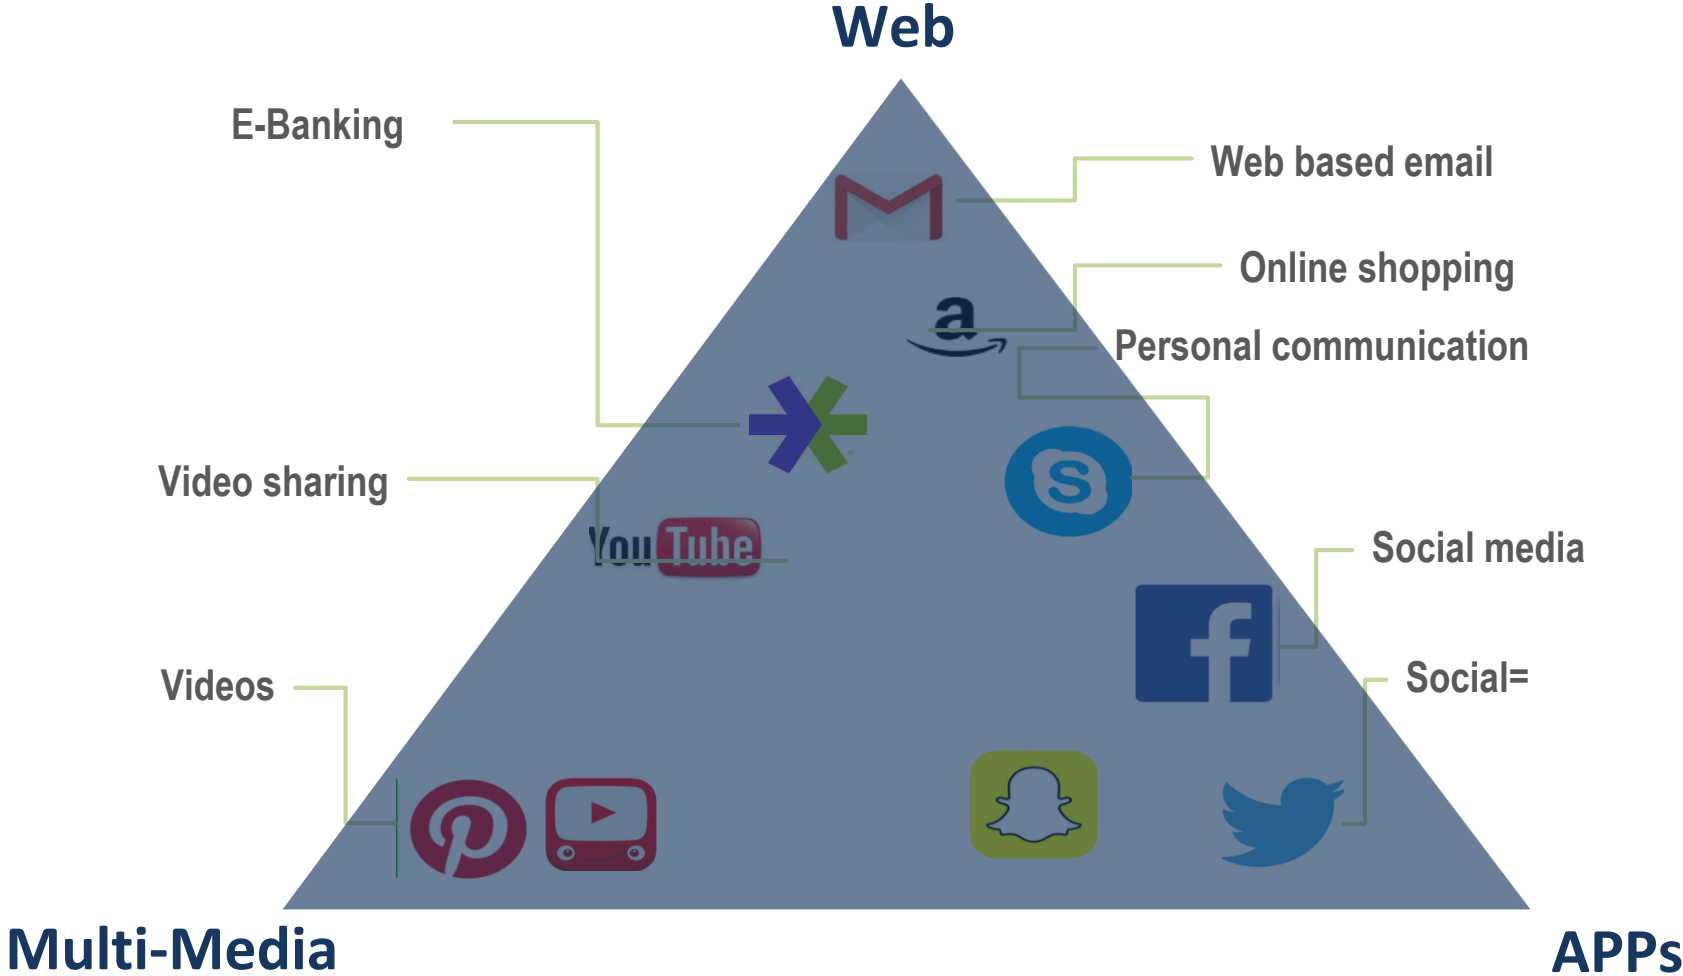 Web
E-Banking
Web based email
Online shopping
a
Personal communication
Video sharing
S
YouTube
Social media
f
Social=
Videos
Multi-Media
APPs